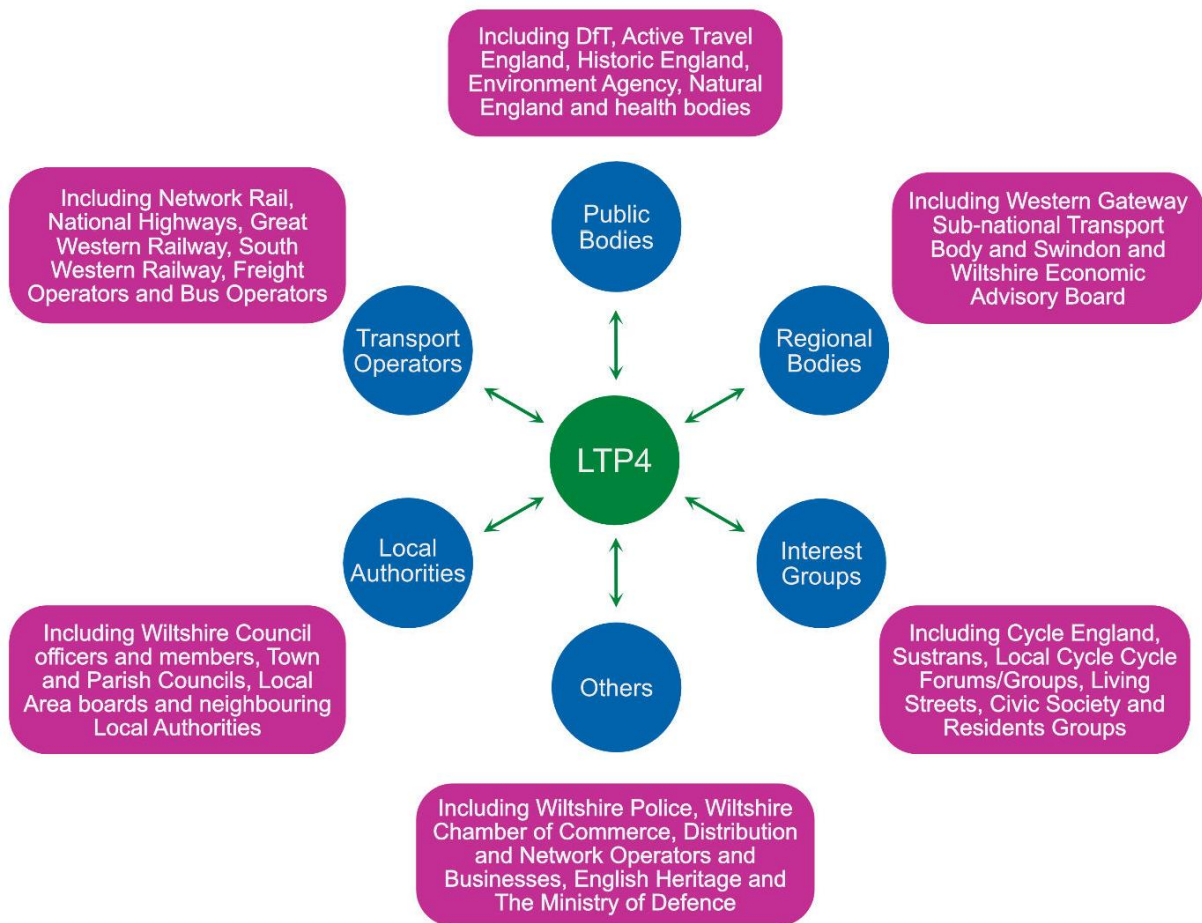 Including DfT, Active Travel
England, Historic England,
Environment Agency, Natural
England and health bodies
Public
Bodies
Including Network Rail,
National Highways, Great
Western Railway, South
Western Railway, Freight
Operators and Bus Operators
Transport
Operators
Including Western Gateway
Sub-national Transport
Body and Swindon and
Wiltshire Economic
Advisory Board
Regional
Bodies
LTP4
Local
Authorities
Including Wiltshire Council
officers and members, Town
and Parish Councils, Local
Area boards and neighbouring
Local Authorities
Interest
Groups
Including Cycle England,
Sustrans, Local Cycle Cycle
Forums/Groups, Living
Streets, Civic Society and
Residents Groups
Others
Including Wiltshire Police, Wiltshire
Chamber of Commerce, Distribution
and Network Operators and
Businesses, English Heritage and
The Ministry of Defence